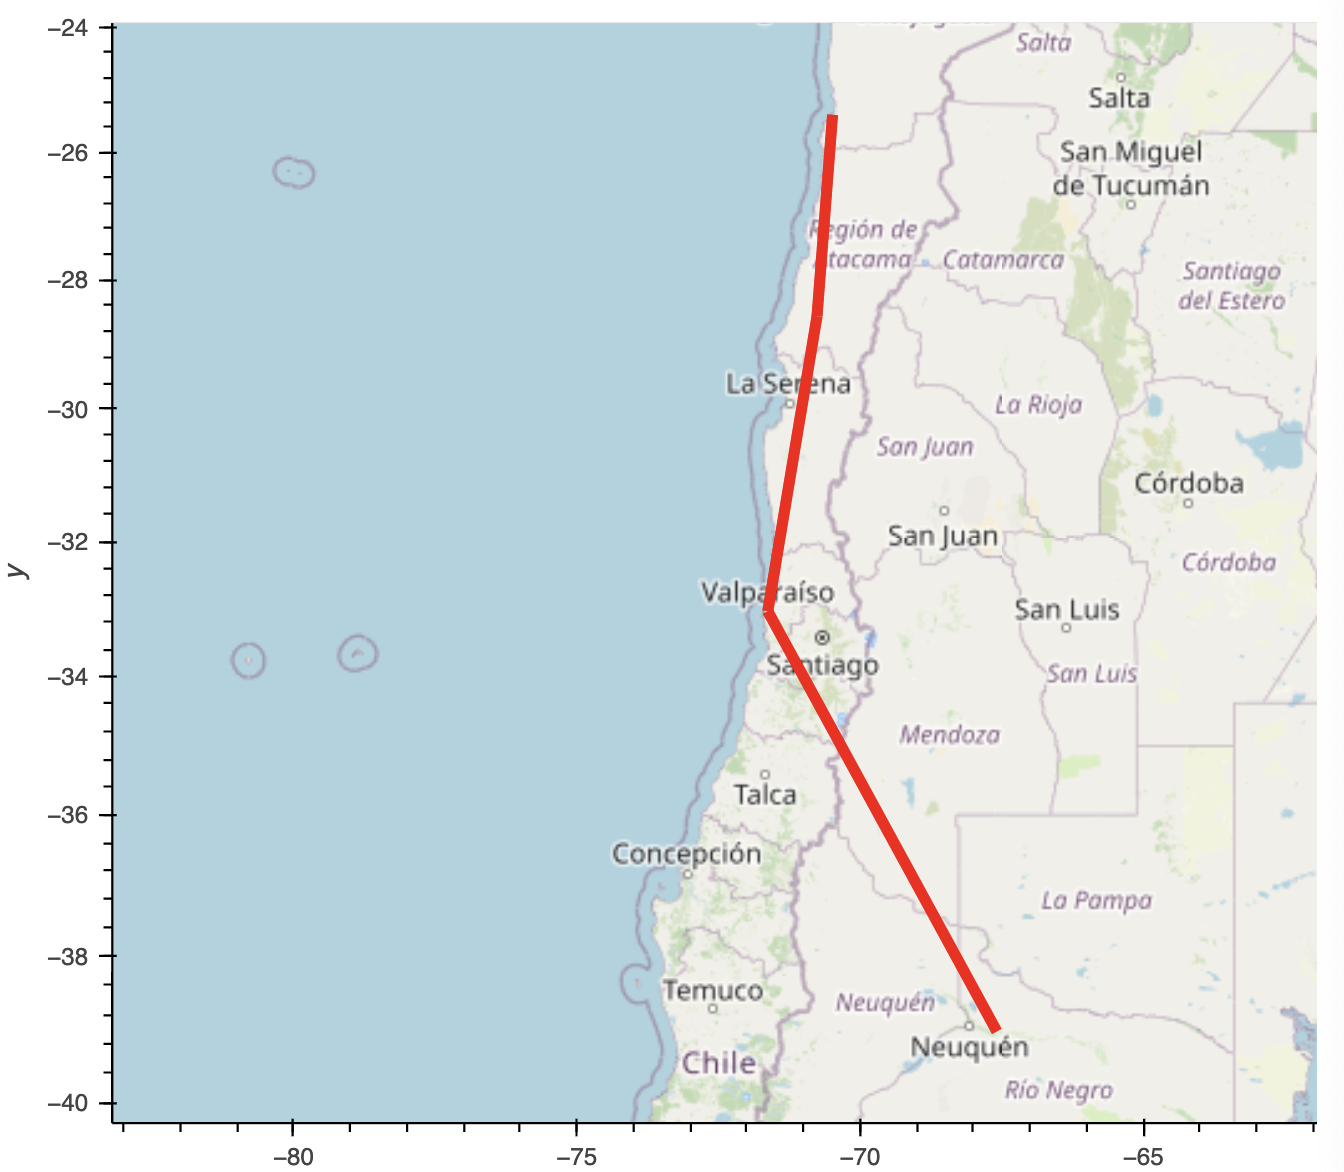 −24
Salta
Salta
−26
San Miguel
de Tucumán
Región de
Atacama
Catamarca
Santiago
del Estero
−28
La Serena
−30
La Rioja
San Juan
Córdoba
San Juan
−32
Córdoba
y
Valparaíso
San Luis
Santiago
San Luis
−34
Mendoza
Talca
−36
Concepción
La Pampa
−38
Temuco
Neuquén
Neuquén
Chile
Río Negro
−40
−80
−75
−70
−65